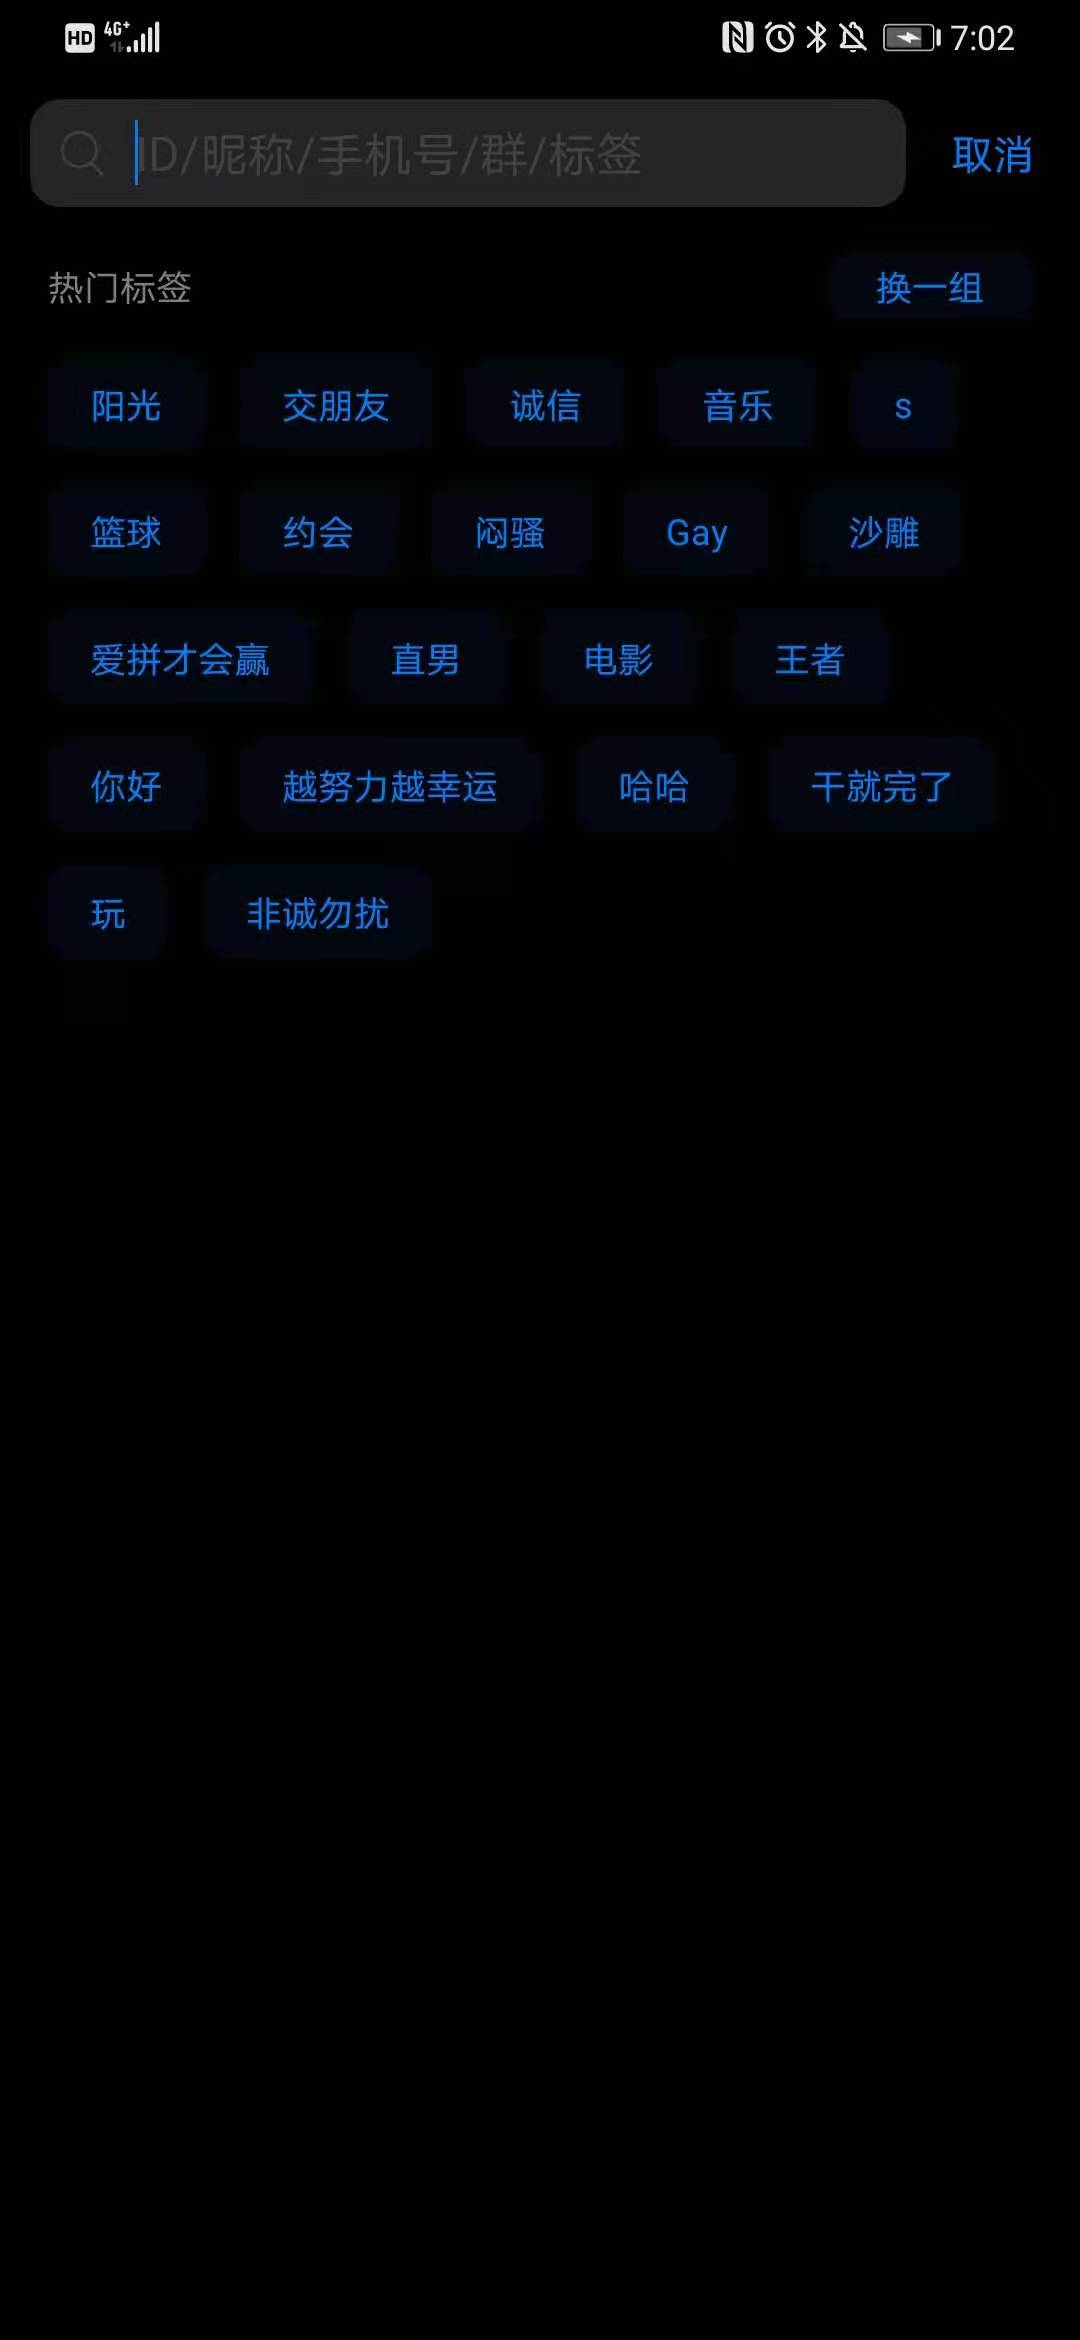 HD 4G+ 7:02
ID/昵称/手机号/群/标签 取消
热门标签 换一组
阳光 交朋友 诚信 音乐 s
篮球 约会 闷骚 Gay 沙雕
爱拼才会赢 直男 电影 王者
你好 越努力越幸运 哈哈 干就完了
玩 非诚勿扰